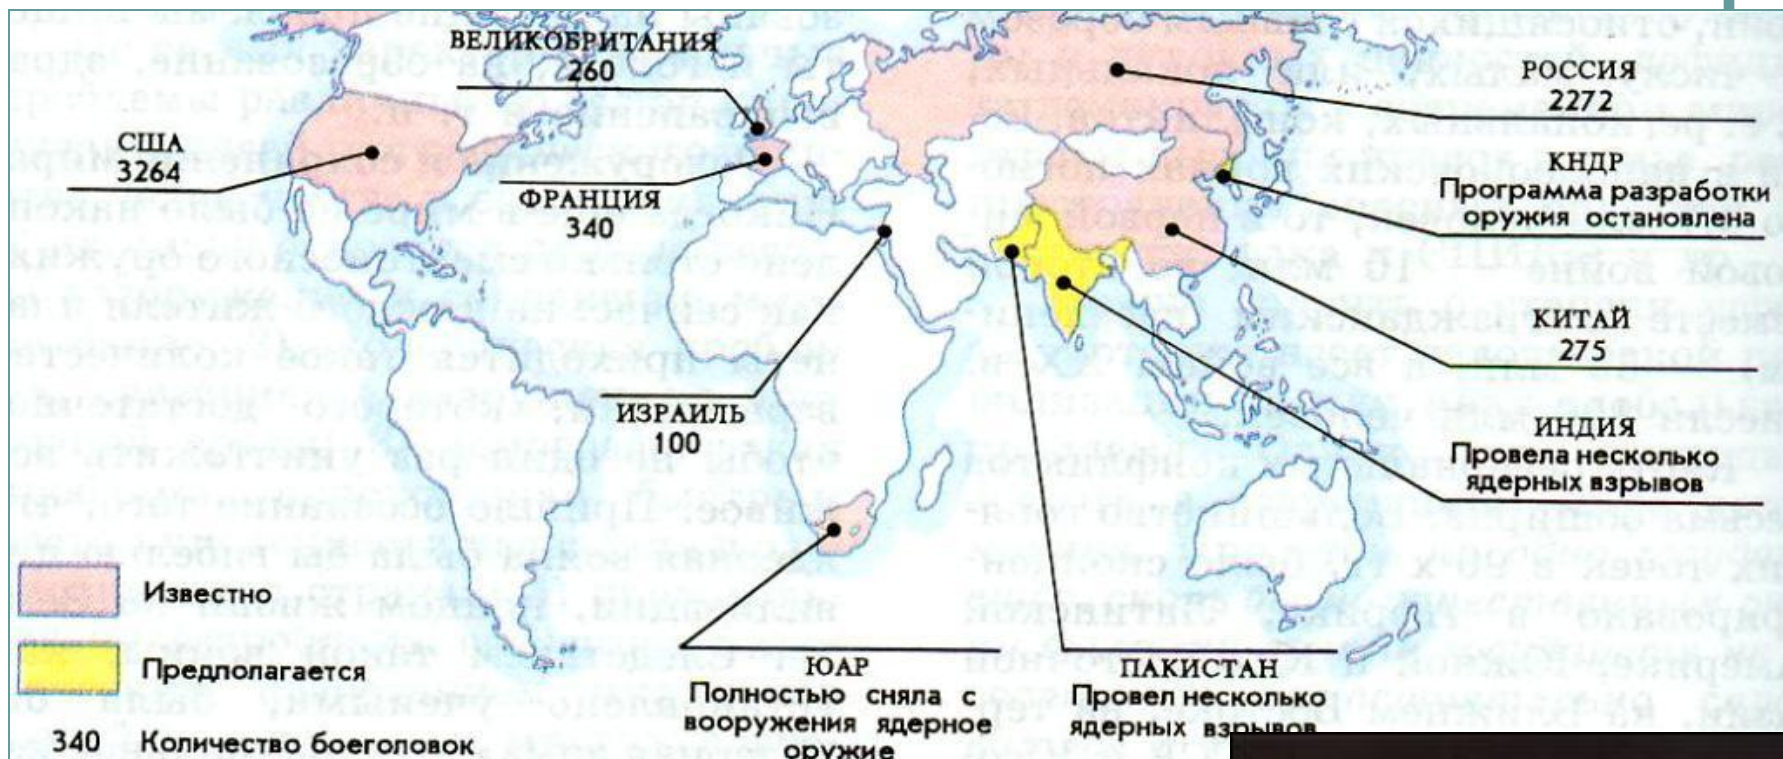 ВЕЛИКОБРИТАНИЯ
260
РОССИЯ
2272
США
3264
КНДР
Программа разработки
оружия остановлена
ФРАНЦИЯ
340
КИТАЙ
275
ИЗРАИЛЬ
100
ИНДИЯ
Провела несколько
ядерных взрывов
Известно
Предполагается
340 Количество боеголовок
ЮАР
Полностью сняла с
вооружения ядерное
оружие
ПАКИСТАН
Провел несколько
ядерных взрывов